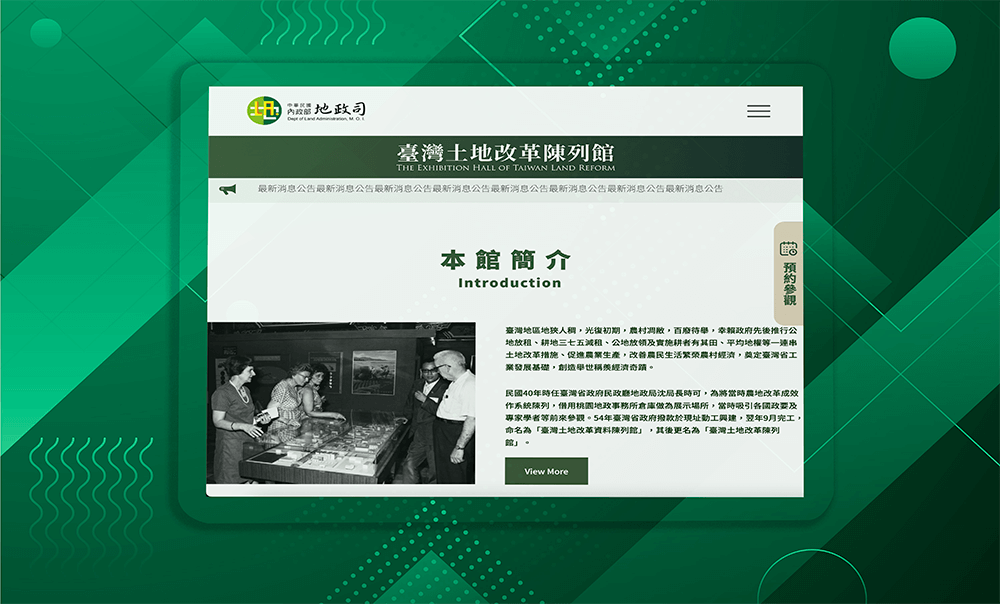 中華民國
內政部 地政司
Dept of Land Administration, M. O. I.
臺灣土地改革陳列館
THE EXHIBITION HALL OF TAIWAN LAND REFORM
最新消息公告最新消息公告最新消息公告最新消息公告最新消息公告最新消息公告最新消息公告最新消息公告
預約參觀
本館簡介
Introduction
臺灣地區地狹人稠，光復初期，農村凋敝，百廢待舉，幸賴政府先後推行公
地放租、耕地三七五減租、公地放領及實施耕者有其田、平均地權等一連串
土地改革措施、促進農業生產，改善農民生活繁榮農村經濟，奠定臺灣省工
業發展基礎，創造舉世稱羨經濟奇蹟。
民國40年時任臺灣省政府民政廳地政局沈局長時可，為將當時農地改革成效
作系統陳列，借用桃園地政事務所倉庫做為展示場所，當時吸引各國政要及
專家學者等前來參觀。54年臺灣省政府撥款於現址動工興建，翌年9月完工，
命名為「臺灣土地改革資料陳列館」，其後更名為「臺灣土地改革陳列
館」。
View More